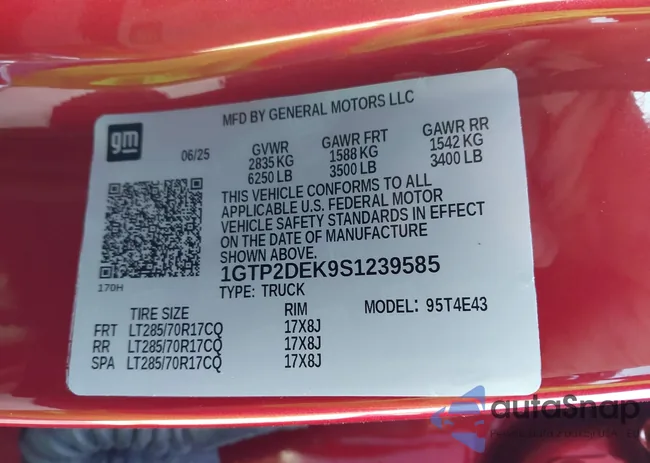 MFD BY GENERAL MOTORS LLC
gm
06/25
GVWR GAWR FRT GAWR RR
2835 KG 1588 KG 1542 KG
6250 LB 3500 LB 3400 LB
THIS VEHICLE CONFORMS TO ALL
APPLICABLE U.S. FEDERAL MOTOR
VEHICLE SAFETY STANDARDS IN EFFECT
ON THE DATE OF MANUFACTURE
SHOWN ABOVE.
1GTP2DEK9S1239585
170H
TYPE: TRUCK
TIRE SIZE RIM MODEL: 95T4E43
FRT LT285/70R17CQ 17X8J
RR LT285/70R17CQ 17X8J
SPA LT285/70R17CQ 17X8J
autoSnap